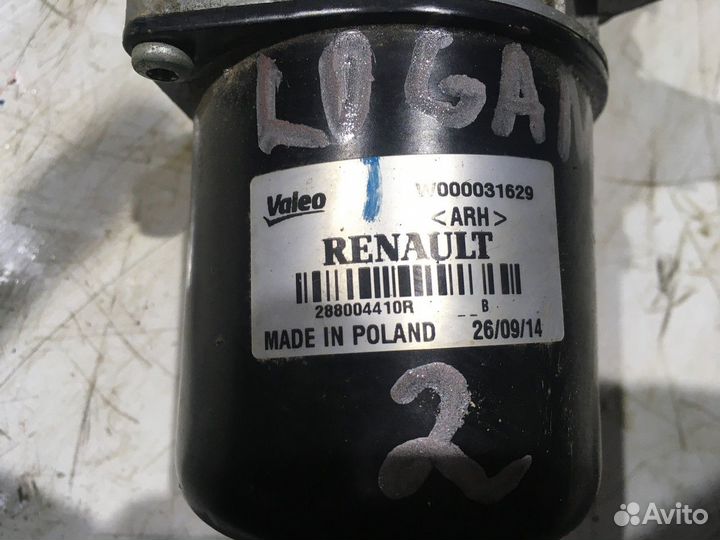 LOGAN
Valeo
W000031629
<ARH>
RENAULT
288004410R _ _ B
MADE IN POLAND 26/09/14
2
Avito